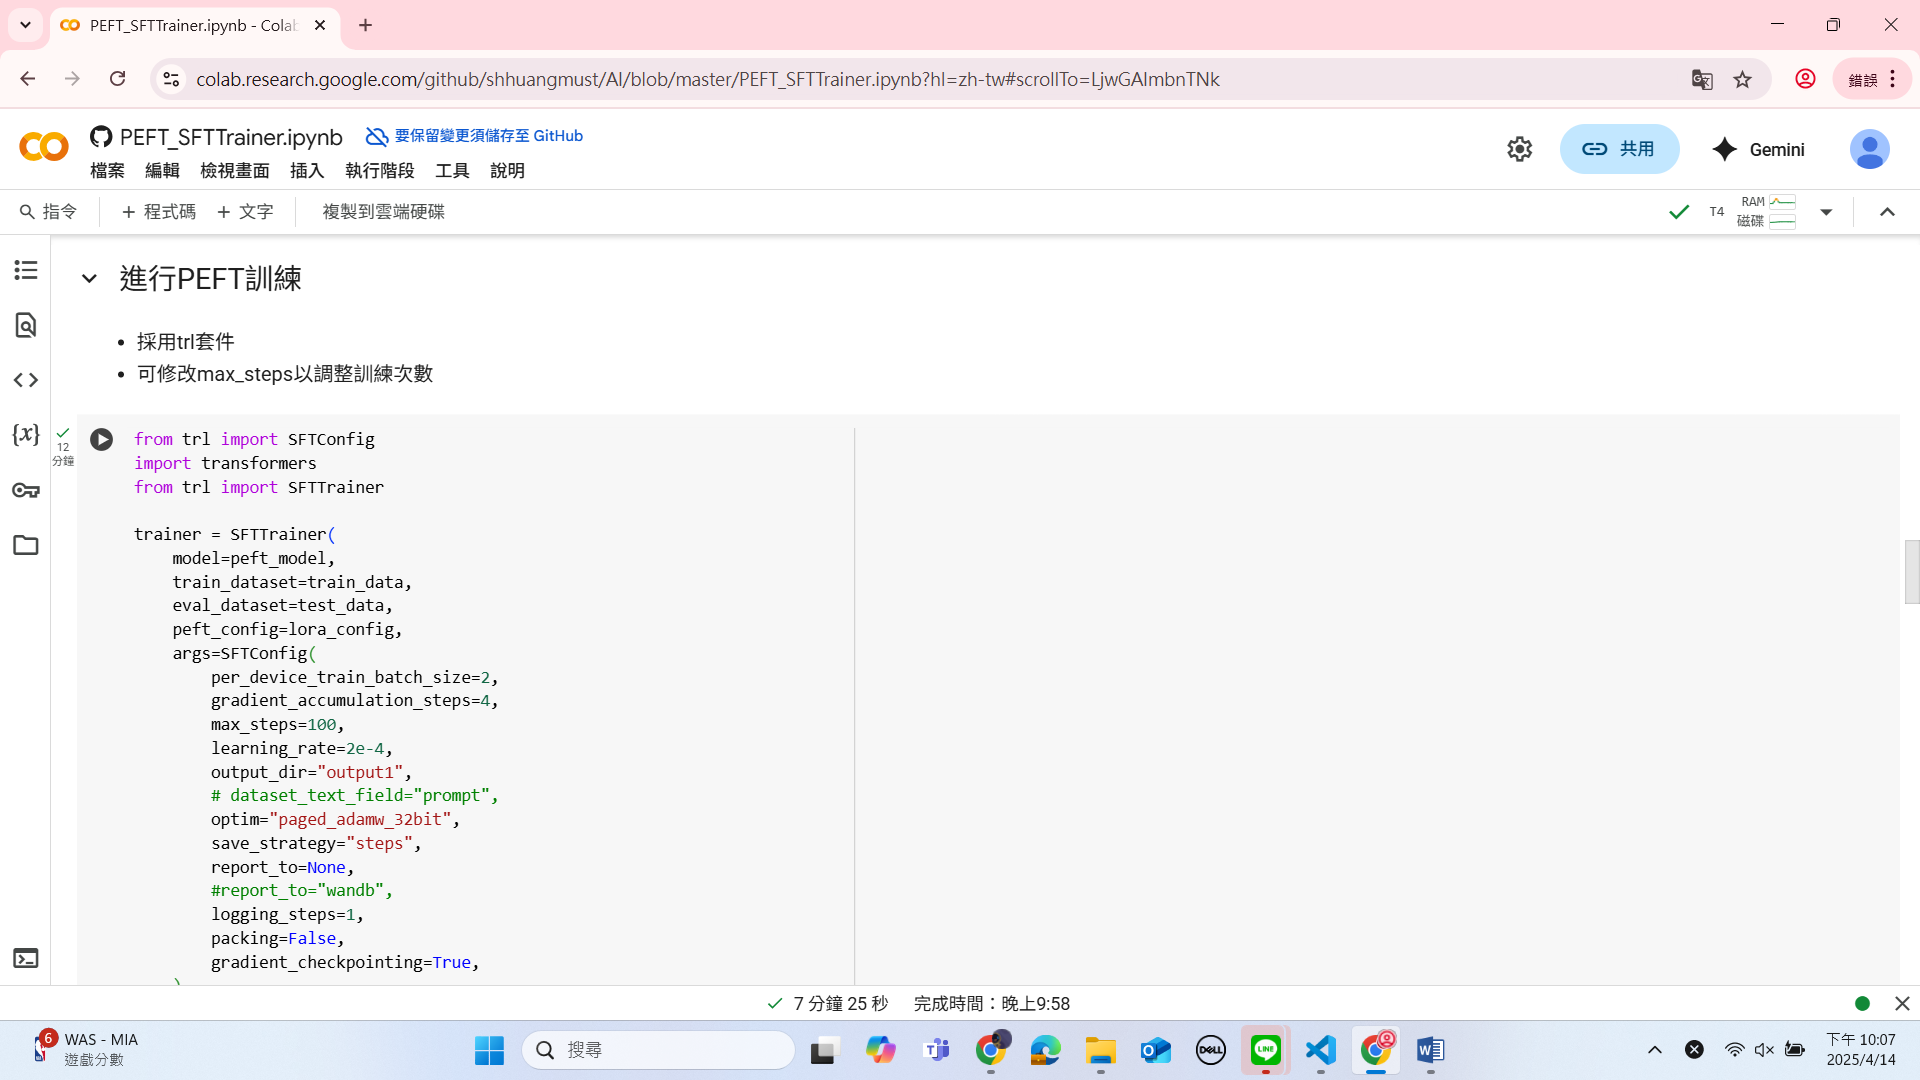 PEFT_SFTTrainer.ipynb - Colab
colab.research.google.com/github/shhuangmust/AI/blob/master/PEFT_SFTTrainer.ipynb?hl=zh-tw#scrollTo=LjwGAImbnTNk
錯誤
PEFT_SFTTrainer.ipynb
要保留變更須儲存至 GitHub
檔案 編輯 檢視畫面 插入 執行階段 工具 說明
共用
Gemini
指令 + 程式碼 + 文字 複製到雲端硬碟
T4
RAM
磁碟
進行PEFT訓練
• 採用trl套件
• 可修改max_steps以調整訓練次數
12
分鐘
from trl import SFTConfig
import transformers
from trl import SFTTrainer
trainer = SFTTrainer(
model=peft_model,
train_dataset=train_data,
eval_dataset=test_data,
peft_config=lora_config,
args=SFTConfig(
per_device_train_batch_size=2,
gradient_accumulation_steps=4,
max_steps=100,
learning_rate=2e-4,
output_dir="output1",
# dataset_text_field="prompt",
optim="paged_adamw_32bit",
save_strategy="steps",
report_to=None,
#report_to="wandb",
logging_steps=1,
packing=False,
gradient_checkpointing=True,
)
7 分鐘 25 秒 完成時間：晚上9:58
6
WAS - MIA
遊戲分數
搜尋
DELL
LINE
下午 10:07
2025/4/14